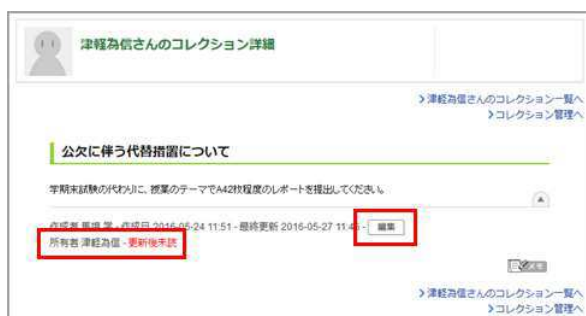 津軽為信さんのコレクション詳細
>津軽為信さんのコレクション一覧へ
>コレクション管理へ
公欠に伴う代替措置について
学期末試験の代わりに、授業のテーマでA42枚程度のレポートを提出してください。
作成者 馬場 学 - 作成日 2016-05-24 11:51 - 最終更新 2016-05-27 11:45 - 編集
所有者 津軽為信 - 更新後未読
メモ
>津軽為信さんのコレクション一覧へ
>コレクション管理へ